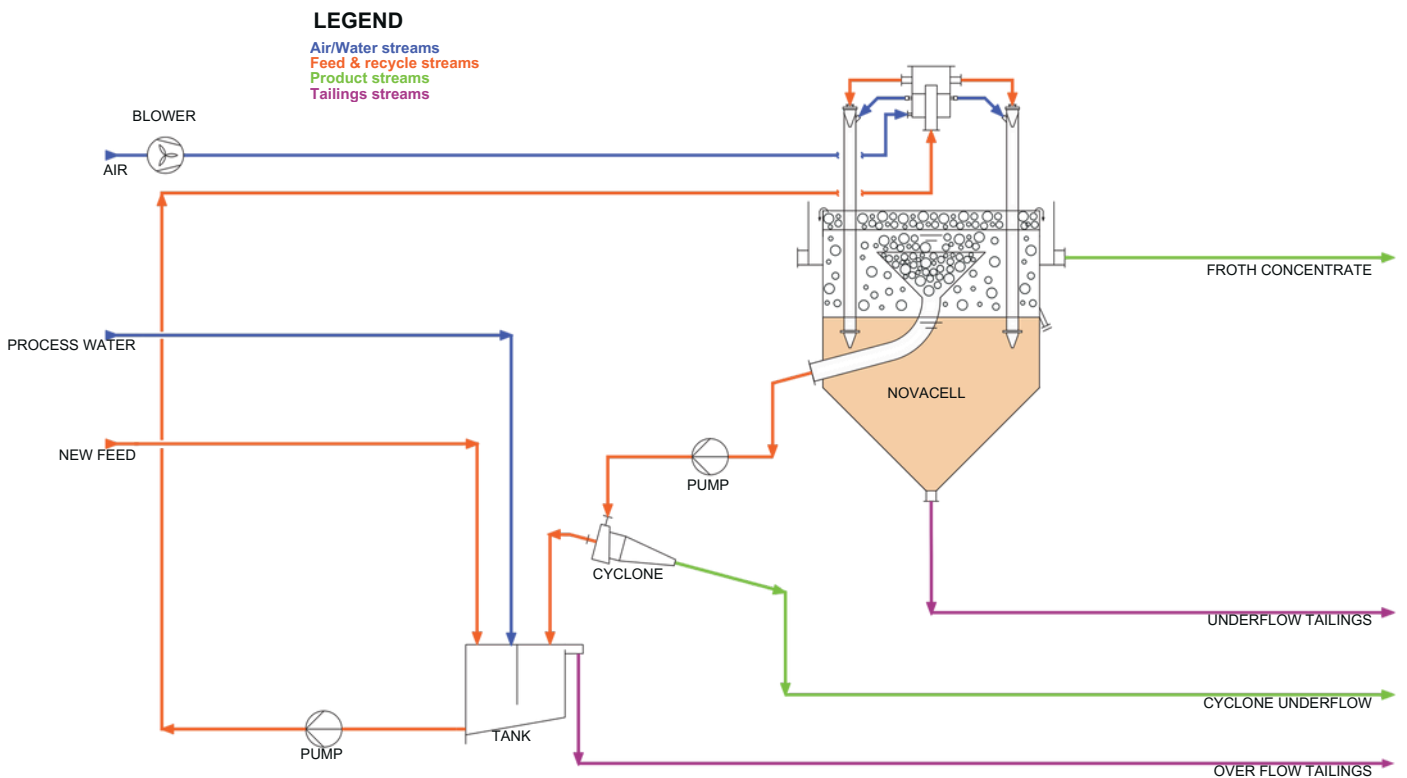 LEGEND
Air/Water streams
Feed & recycle streams
Product streams
Tailings streams
BLOWER
AIR
FROTH CONCENTRATE
PROCESS WATER
NOVACELL
NEW FEED
PUMP
CYCLONE
UNDERFLOW TAILINGS
CYCLONE UNDERFLOW
TANK
PUMP
OVER FLOW TAILINGS